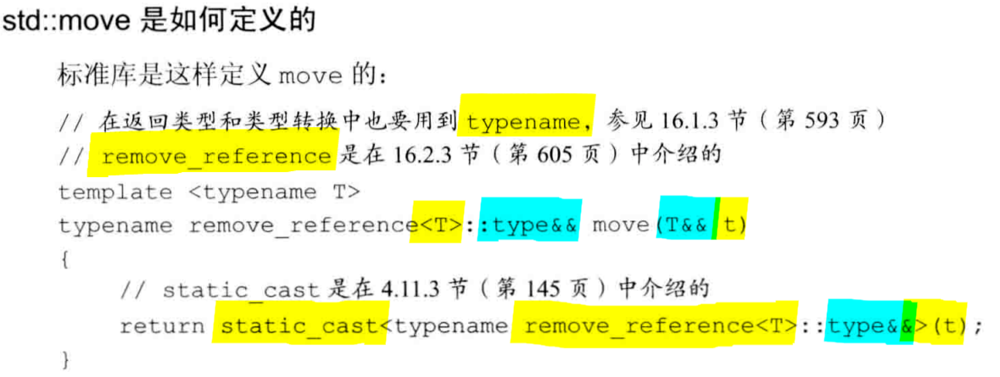 std::move 是如何定义的
标准库是这样定义 move 的：
// 在返回类型和类型转换中也要用到 typename，参见 16.1.3 节（第 593 页）
// remove_reference 是在 16.2.3 节（第 605 页）中介绍的
template <typename T>
typename remove_reference<T>::type&& move(T&& t)
{
// static_cast 是在 4.11.3 节（第 145 页）中介绍的
return static_cast<typename remove_reference<T>::type&&>(t);
}